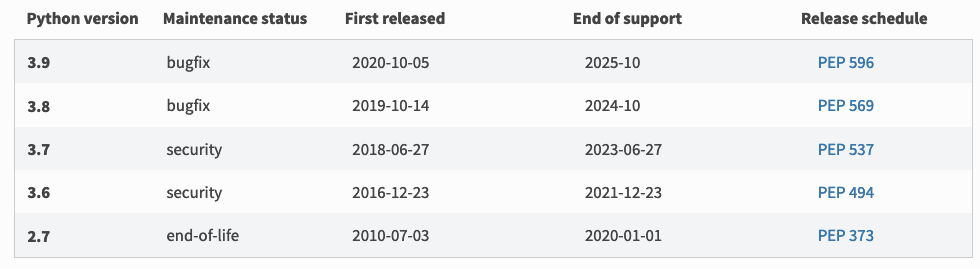 Python version Maintenance status First released End of support Release schedule
3.9 bugfix 2020-10-05 2025-10 PEP 596
3.8 bugfix 2019-10-14 2024-10 PEP 569
3.7 security 2018-06-27 2023-06-27 PEP 537
3.6 security 2016-12-23 2021-12-23 PEP 494
2.7 end-of-life 2010-07-03 2020-01-01 PEP 373